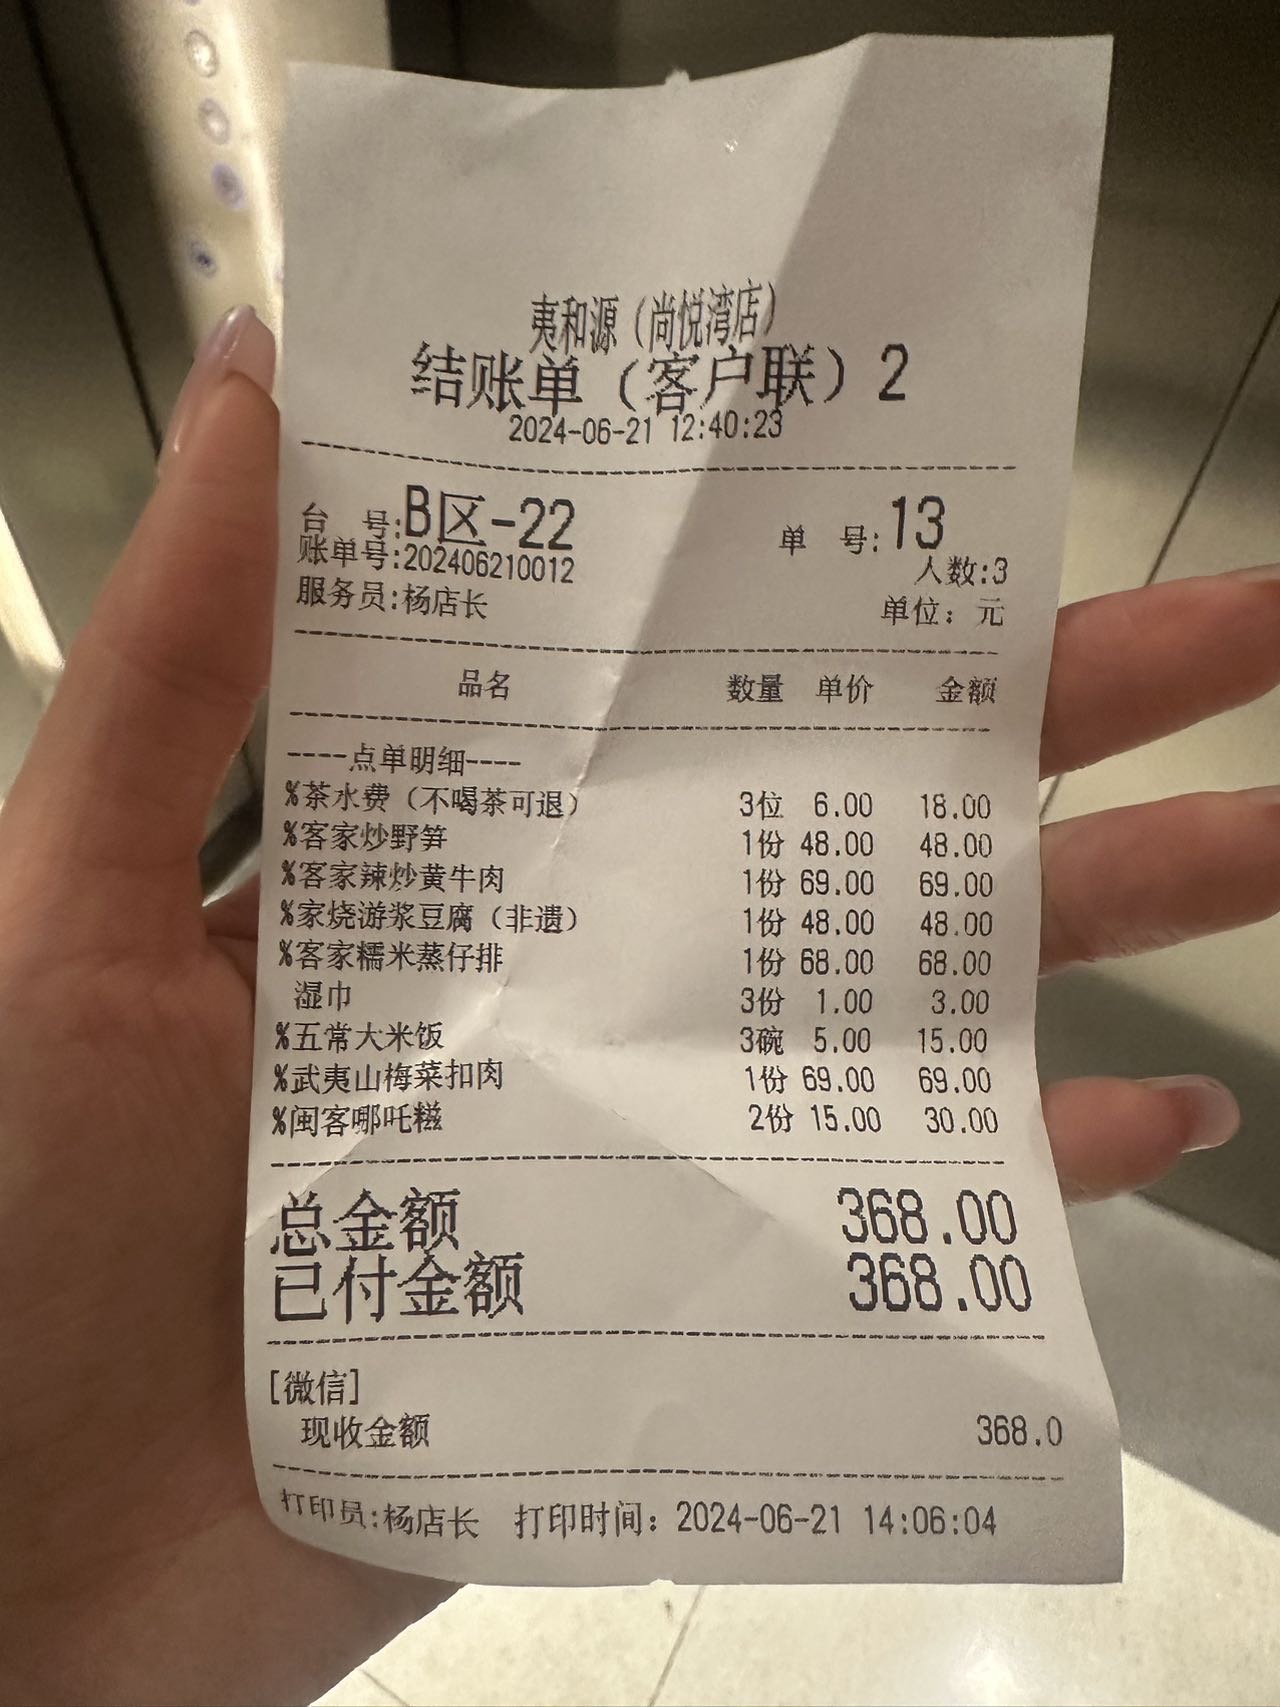 夷和源（尚悦湾店）
结账单（客户联）2
2024-06-21 12:40:23
台 号:B区-22 单 号:13
账单号:202406210012 人数:3
服务员:杨店长 单位：元
品名 数量 单价 金额
----点单明细----
%茶水费（不喝茶可退） 3位 6.00 18.00
%客家炒野笋 1份 48.00 48.00
%客家辣炒黄牛肉 1份 69.00 69.00
%家烧游浆豆腐（非遗） 1份 48.00 48.00
%客家糯米蒸仔排 1份 68.00 68.00
湿巾 3份 1.00 3.00
%五常大米饭 3碗 5.00 15.00
%武夷山梅菜扣肉 1份 69.00 69.00
%闽客哪吒糍 2份 15.00 30.00
总金额 368.00
已付金额 368.00
[微信]
现收金额 368.0
打印员:杨店长 打印时间：2024-06-21 14:06:04